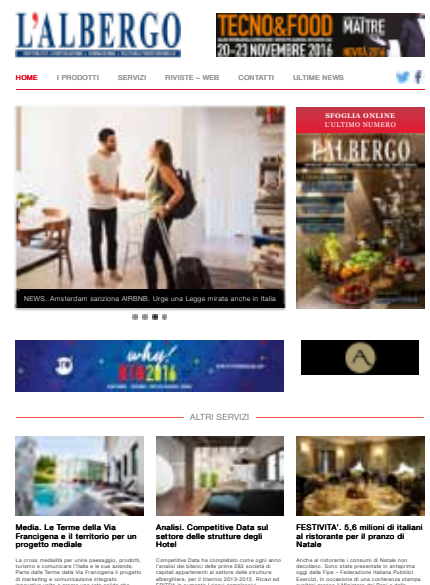 L'ALBERGO
TECNO&FOOD
20-23 NOVEMBRE 2016
MAÎTRE
NOVITÀ 2016
HOME
I PRODOTTI
SERVIZI
RIVISTE – WEB
CONTATTI
ULTIME NEWS
SFOGLIA ONLINE
L'ULTIMO NUMERO
L'ALBERGO
NEWS. Amsterdam sanziona AIRBNB. Urge una Legge mirata anche in Italia
why!
2016
A
ALTRI SERVIZI
Media. Le Terme della Via
Francigena e il territorio per un
progetto mediale
La cross medialità per unire paesaggio, prodotti,
turismo e comunicare l'Italia e le sue aziende.
Parte dalle Terme della Via Francigena il progetto
di marketing e comunicazione integrato
Analisi. Competitive Data sul
settore delle strutture degli
Hotel
Competitive Data ha completato come ogni anno
l'analisi dei bilanci delle prime 283 società di
capitali appartenenti al settore delle strutture
alberghiere, per il triennio 2013-2015. Ricavi ed
FESTIVITA'. 5,6 milioni di italiani
al ristorante per il pranzo di
Natale
Anche al ristorante i consumi di Natale non
decollano. Sono state presentate in anteprima
oggi dalla Fipe – Federazione Italiana Pubblici
Esercizi, in occasione di una conferenza stampa